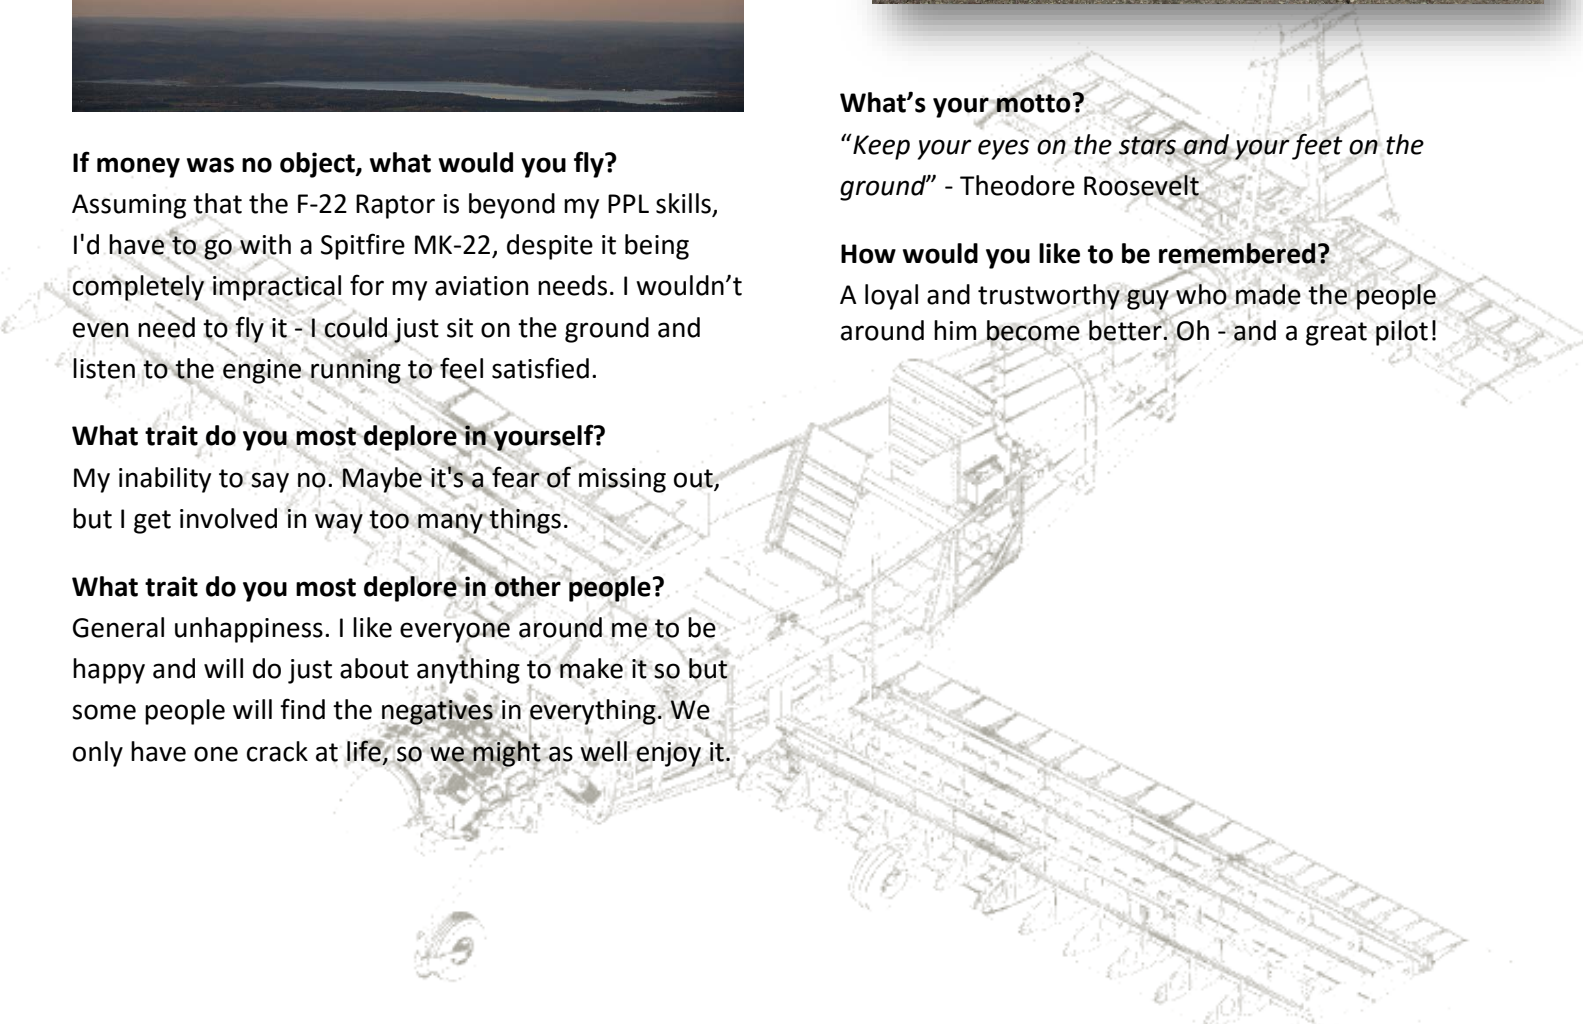 If money was no object, what would you fly?
Assuming that the F-22 Raptor is beyond my PPL skills,
I'd have to go with a Spitfire MK-22, despite it being
completely impractical for my aviation needs. I wouldn’t
even need to fly it - I could just sit on the ground and
listen to the engine running to feel satisfied.
What trait do you most deplore in yourself?
My inability to say no. Maybe it's a fear of missing out,
but I get involved in way too many things.
What trait do you most deplore in other people?
General unhappiness. I like everyone around me to be
happy and will do just about anything to make it so but
some people will find the negatives in everything. We
only have one crack at life, so we might as well enjoy it.
What’s your motto?
“Keep your eyes on the stars and your feet on the
ground” - Theodore Roosevelt
How would you like to be remembered?
A loyal and trustworthy guy who made the people
around him become better. Oh - and a great pilot!